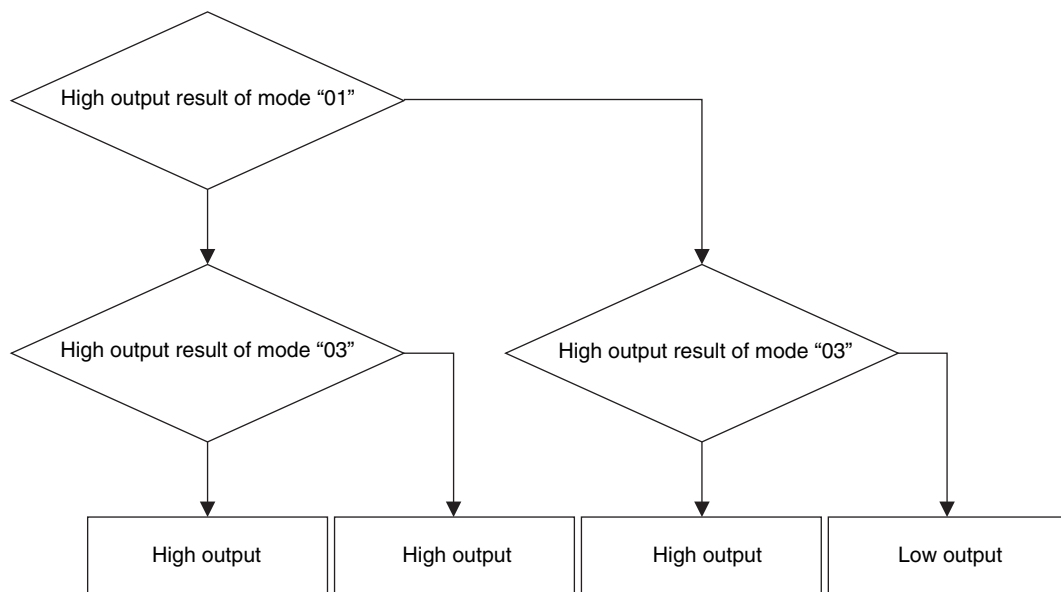 High output result of mode “01”
High output result of mode “03”
High output result of mode “03”
High output
High output
High output
Low output